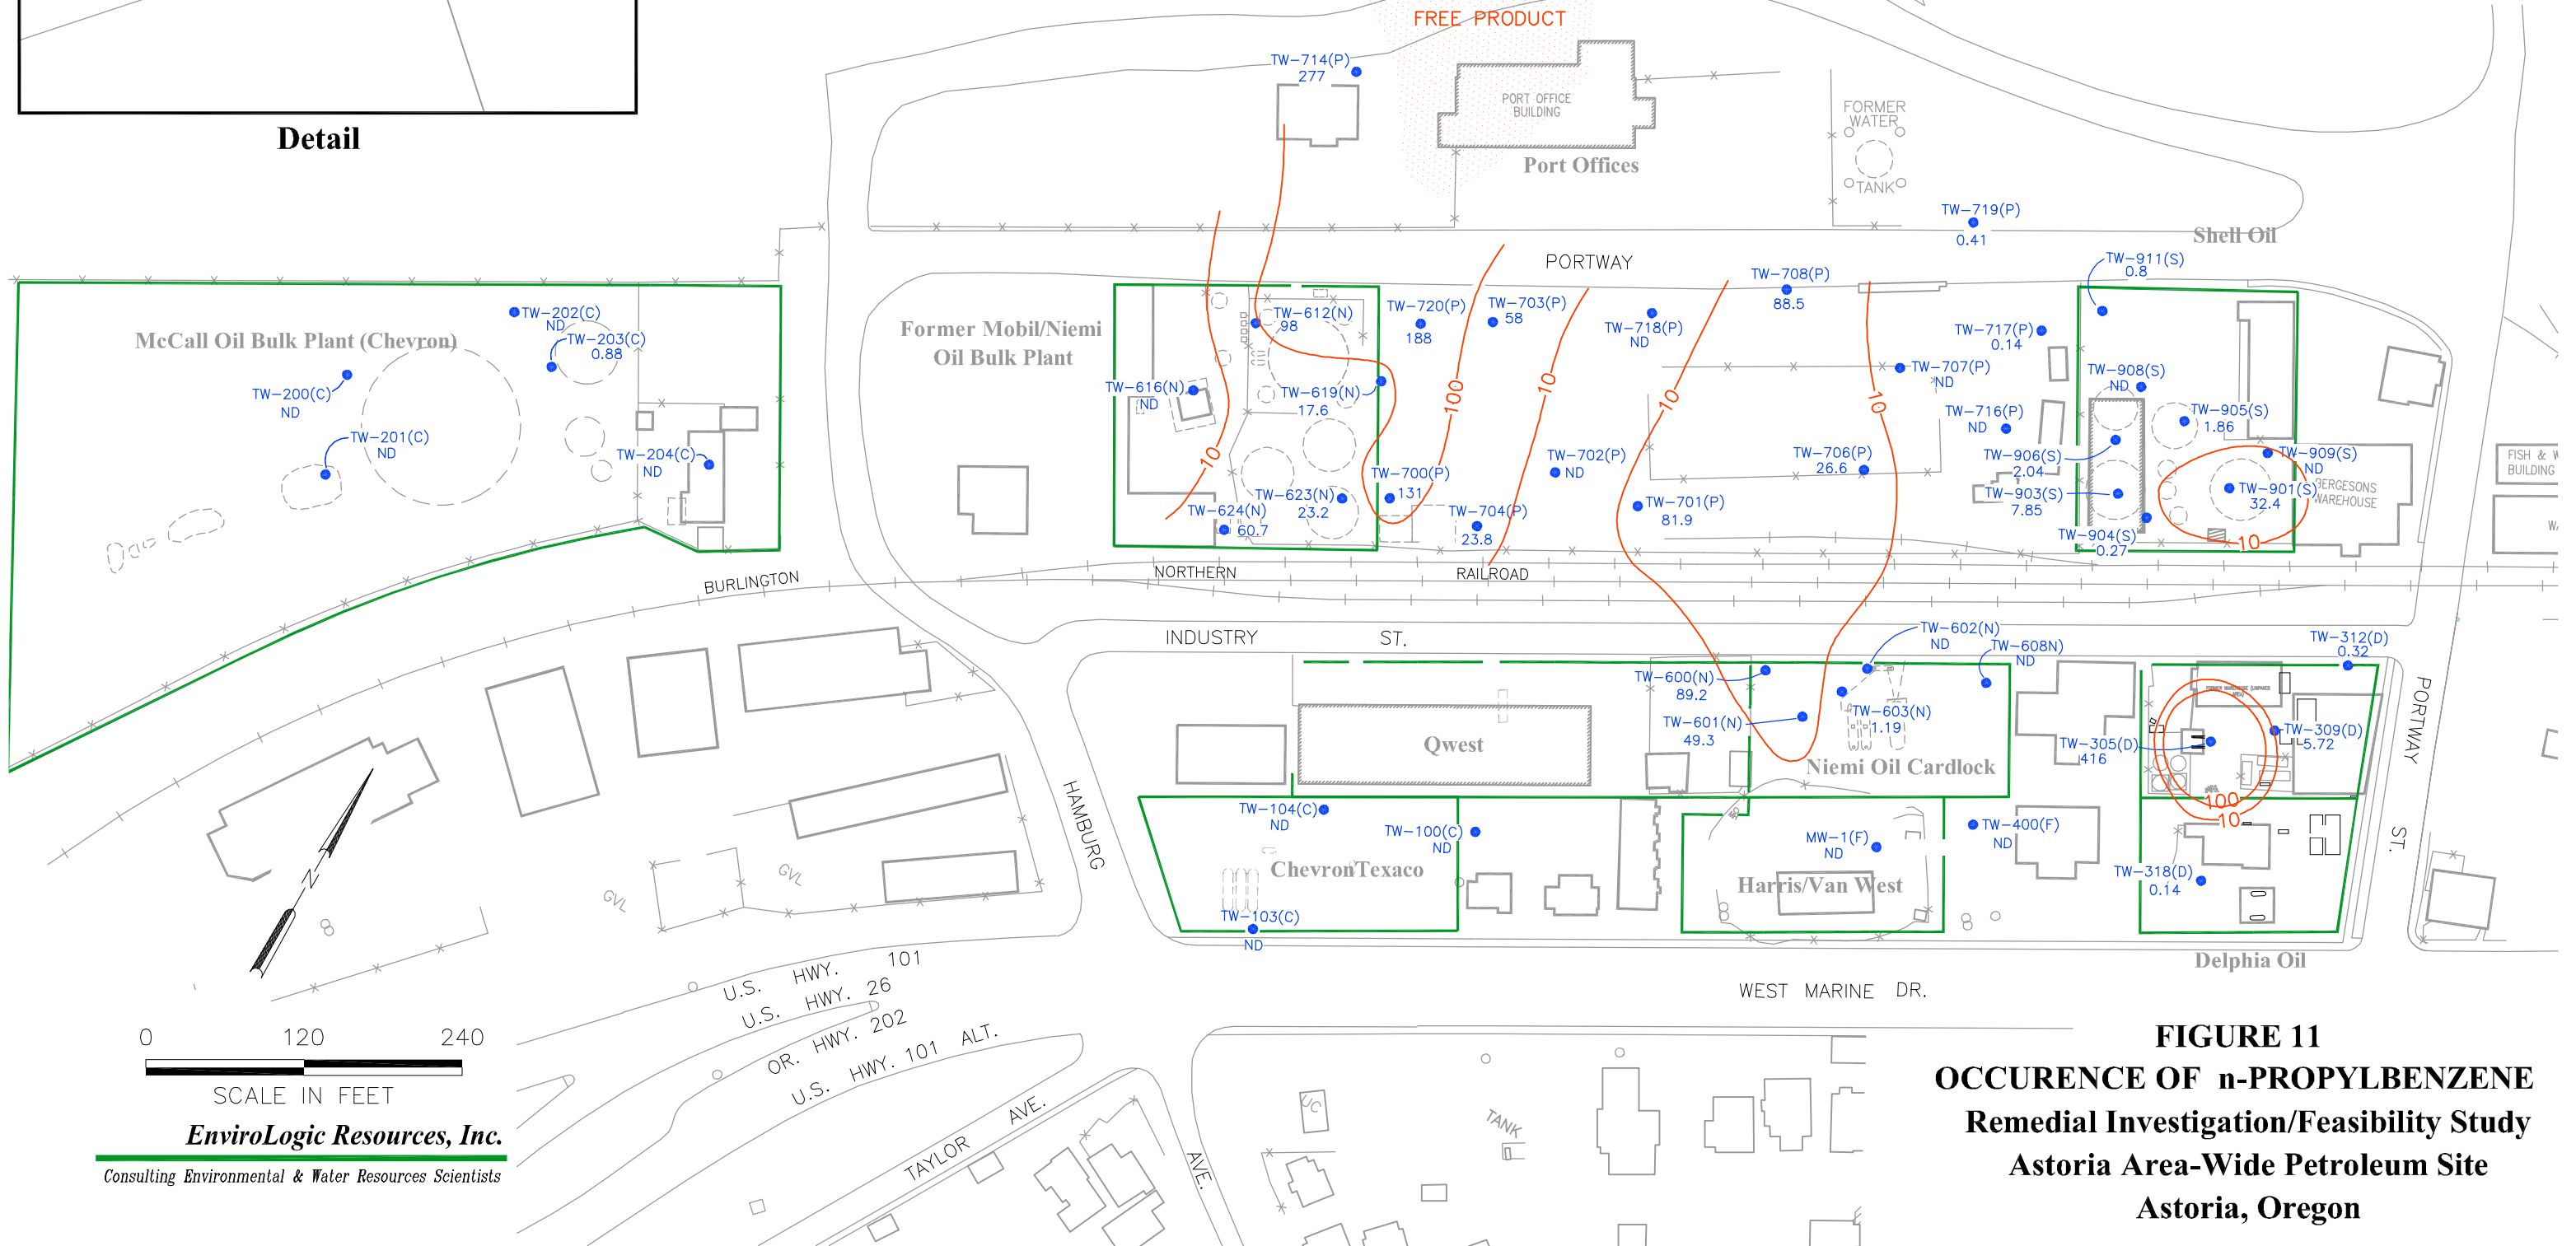 FREE PRODUCT
TW-714(P)
277
PORT OFFICE
BUILDING
Port Offices
FORMER
WATER
TANK
Detail
TW-719(P)
0.41
Shell Oil
PORTWAY
TW-708(P)
88.5
TW-911(S)
0.8
McCall Oil Bulk Plant (Chevron)
TW-202(C)
ND
TW-203(C)
0.88
TW-200(C)
ND
TW-201(C)
ND
TW-204(C)
ND
Former Mobil/Niemi
Oil Bulk Plant
TW-612(N)
98
TW-616(N)
ND
TW-619(N)
17.6
TW-623(N)
23.2
TW-624(N)
60.7
10
TW-720(P)
188
TW-703(P)
58
TW-718(P)
ND
100
10
10
10
TW-700(P)
131
TW-704(P)
23.8
TW-702(P)
ND
TW-701(P)
81.9
TW-706(P)
26.6
TW-707(P)
ND
TW-717(P)
0.14
TW-716(P)
ND
TW-908(S)
ND
TW-905(S)
1.86
TW-906(S)
2.04
TW-903(S)
7.85
TW-904(S)
0.27
TW-909(S)
ND
TW-901(S)
32.4
10
BERGESONS
WAREHOUSE
FISH & W
BUILDING
BURLINGTON
NORTHERN
RAILROAD
INDUSTRY ST.
TW-602(N)
ND
TW-608N)
ND
TW-600(N)
89.2
TW-601(N)
49.3
TW-603(N)
1.19
Qwest
Niemi Oil Cardlock
TW-312(D)
0.32
TW-309(D)
5.72
TW-305(D)
416
100
10
TW-318(D)
0.14
PORTWAY
ST.
HAMBURG
AVE.
TW-104(C)
ND
TW-100(C)
ND
ChevronTexaco
TW-103(C)
ND
MW-1(F)
ND
Harris/Van West
TW-400(F)
ND
Delphia Oil
GVL
GVL
N
U.S. HWY. 101
U.S. HWY. 26
OR. HWY. 202
U.S. HWY. 101 ALT.
WEST MARINE DR.
TAYLOR AVE.
UC
TANK
0 120 240
SCALE IN FEET
EnviroLogic Resources, Inc.
Consulting Environmental & Water Resources Scientists
FIGURE 11
OCCURENCE OF n-PROPYLBENZENE
Remedial Investigation/Feasibility Study
Astoria Area-Wide Petroleum Site
Astoria, Oregon